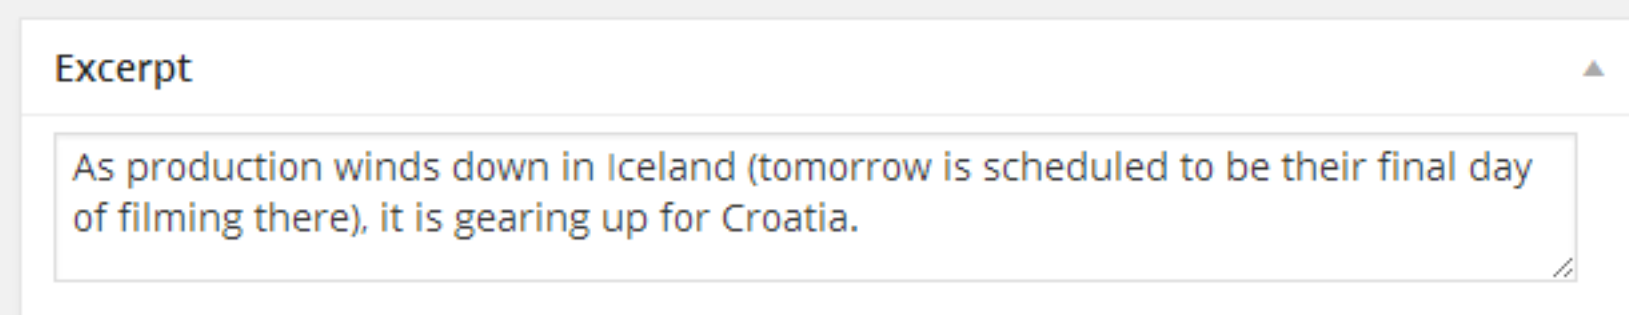 Excerpt
As production winds down in Iceland (tomorrow is scheduled to be their final day
of filming there), it is gearing up for Croatia.